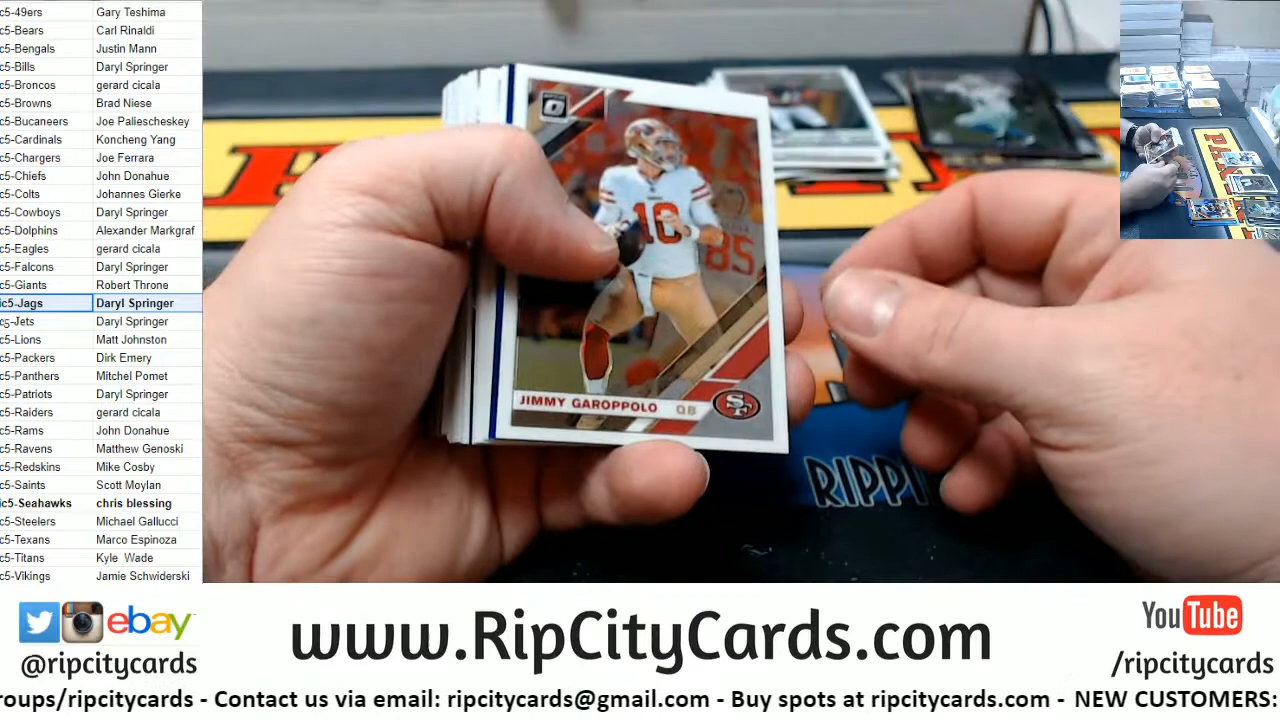 c5-49ers Gary Teshima
c5-Bears Carl Rinaldi
c5-Bengals Justin Mann
c5-Bills Daryl Springer
c5-Broncos gerard cicala
c5-Browns Brad Niese
c5-Bucaneers Joe Paliescheskey
c5-Cardinals Koncheng Yang
c5-Chargers Joe Ferrara
c5-Chiefs John Donahue
c5-Colts Johannes Gierke
c5-Cowboys Daryl Springer
c5-Dolphins Alexander Markgraf
c5-Eagles gerard cicala
c5-Falcons Daryl Springer
c5-Giants Robert Throne
ic5-Jags Daryl Springer
c5-Jets Daryl Springer
c5-Lions Matt Johnston
c5-Packers Dirk Emery
c5-Panthers Mitchel Pomet
c5-Patriots Daryl Springer
c5-Raiders gerard cicala
c5-Rams John Donahue
c5-Ravens Matthew Genoski
c5-Redskins Mike Cosby
c5-Saints Scott Moylan
ic5-Seahawks chris blessing
c5-Steelers Michael Gallucci
c5-Texans Marco Espinoza
c5-Titans Kyle Wade
c5-Vikings Jamie Schwiderski
10
85
JIMMY GAROPPOLO QB
SF
RIPPI
ebay
@ripcitycards
www.RipCityCards.com
YouTube
/ripcitycards
roups/ripcitycards - Contact us via email: ripcitycards@gmail.com - Buy spots at ripcitycards.com - NEW CUSTOMERS: